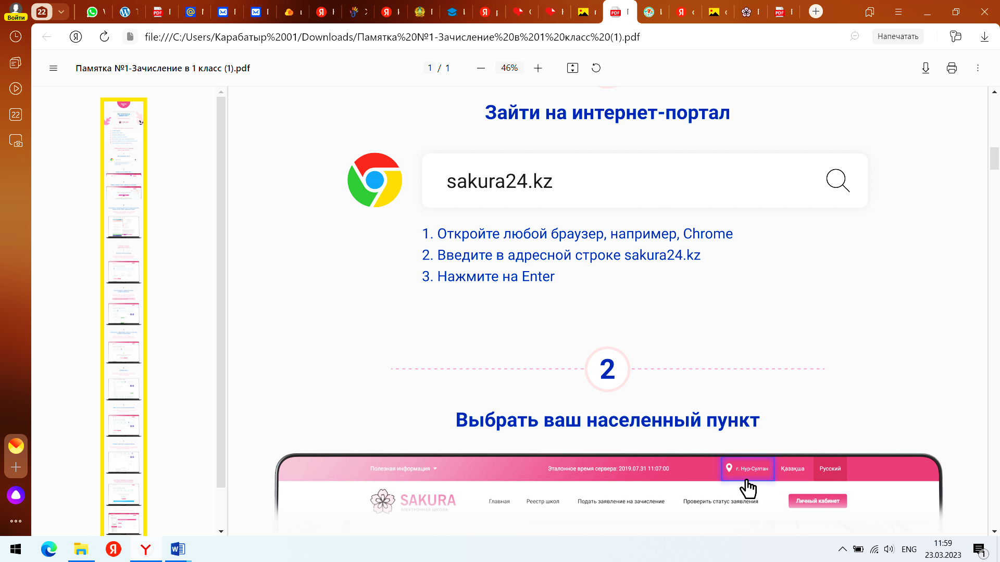 22
Войти
file:///C:/Users/Карабатыр%2001/Downloads/Памятка%20№1-Зачисление%20в%201%20класс%20(1).pdf
Напечатать
Памятка №1-Зачисление в 1 класс (1).pdf
1 / 1
46%
22
Зайти на интернет-портал
sakura24.kz
1. Откройте любой браузер, например, Chrome
2. Введите в адресной строке sakura24.kz
3. Нажмите на Enter
2
Выбрать ваш населенный пункт
Полезная информация
Эталонное время сервера: 2019.07.31 11:07:00
г. Нур-Султан
Қазақша
Русский
SAKURA
ЭЛЕКТРОННАЯ ШКОЛА
Главная
Реестр школ
Подать заявление на зачисление
Проверить статус заявления
Личный кабинет
ENG
11:59
23.03.2023
1